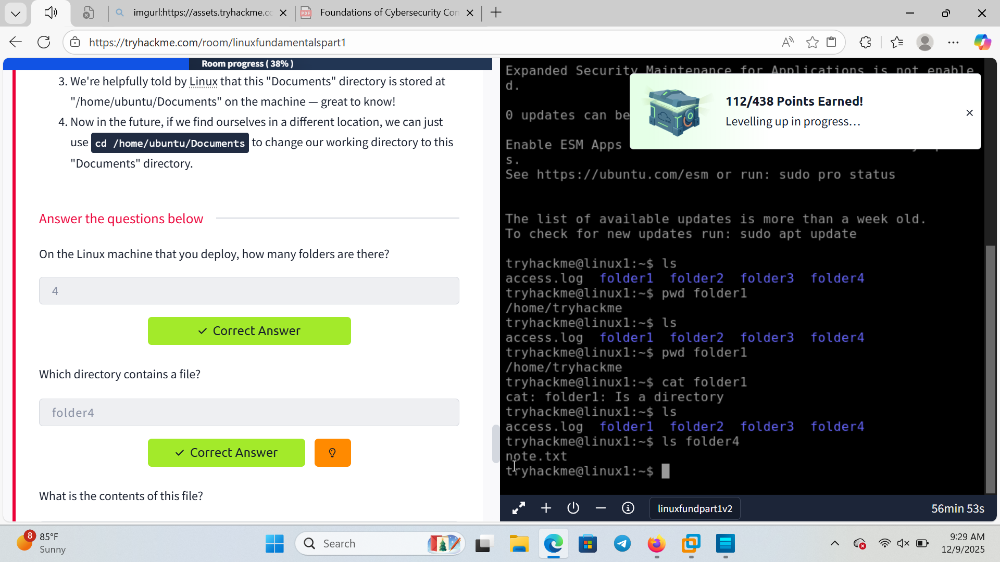 imgurl:https://assets.tryhackme.cc
Foundations of Cybersecurity Con
https://tryhackme.com/room/linuxfundamentalspart1
Room progress ( 38% )
3. We're helpfully told by Linux that this "Documents" directory is stored at
"/home/ubuntu/Documents" on the machine — great to know!
4. Now in the future, if we find ourselves in a different location, we can just
use cd /home/ubuntu/Documents to change our working directory to this
"Documents" directory.
Answer the questions below
On the Linux machine that you deploy, how many folders are there?
4
✓ Correct Answer
Which directory contains a file?
folder4
✓ Correct Answer
What is the contents of this file?
Expanded Security Maintenance for Applications is not enable
d.
0 updates can be
Enable ESM Apps
s.
See https://ubuntu.com/esm or run: sudo pro status
The list of available updates is more than a week old.
To check for new updates run: sudo apt update
tryhackme@linux1:~$ ls
access.log folder1 folder2 folder3 folder4
tryhackme@linux1:~$ pwd folder1
/home/tryhackme
tryhackme@linux1:~$ ls
access.log folder1 folder2 folder3 folder4
tryhackme@linux1:~$ pwd folder1
/home/tryhackme
tryhackme@linux1:~$ cat folder1
cat: folder1: Is a directory
tryhackme@linux1:~$ ls
access.log folder1 folder2 folder3 folder4
tryhackme@linux1:~$ ls folder4
note.txt
tryhackme@linux1:~$
112/438 Points Earned!
Levelling up in progress...
linuxfundpart1v2
56min 53s
8
85°F
Sunny
Search
9:29 AM
12/9/2025